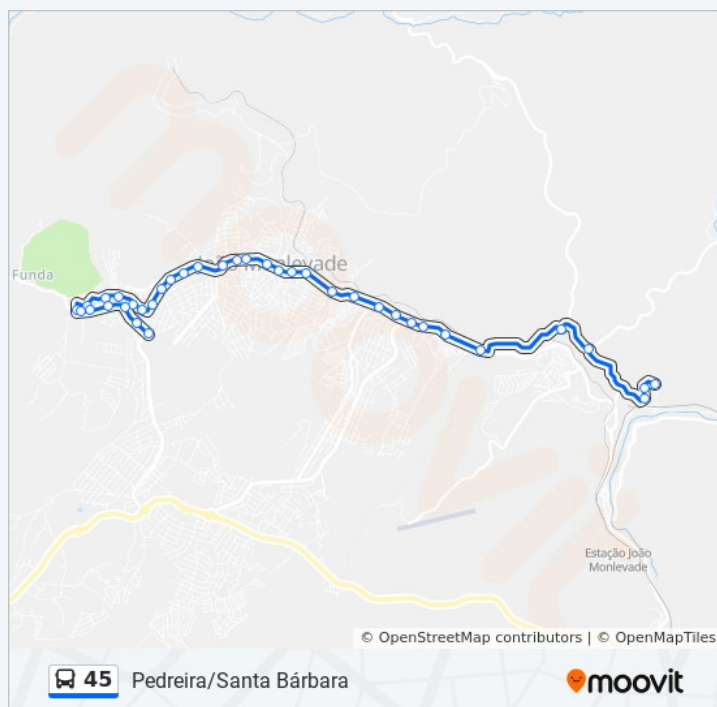 João Monlevade
Funda
Estação João
Monlevade
© OpenStreetMap contributors | © OpenMapTiles
45 Pedreira/Santa Bárbara
moovit